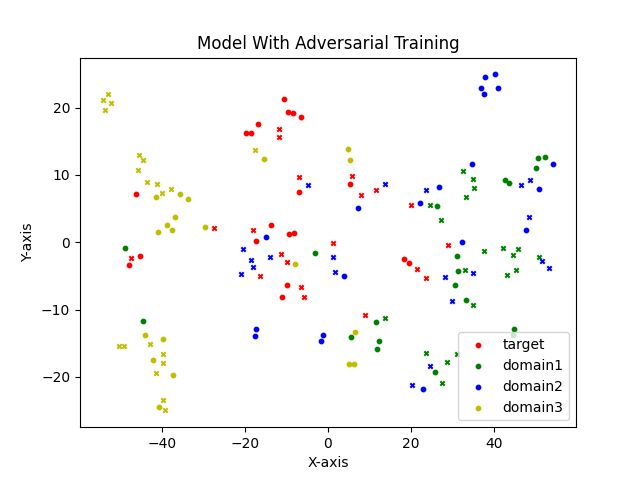 Model With Adversarial Training
Y-axis
20
10
0
−10
−20
−40
−20
0
20
40
X-axis
target
domain1
domain2
domain3